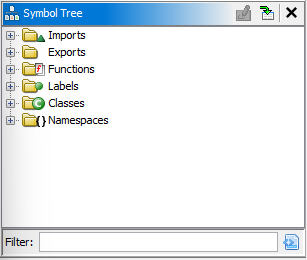 Symbol Tree
Imports
Exports
Functions
Labels
Classes
Namespaces
Filter: